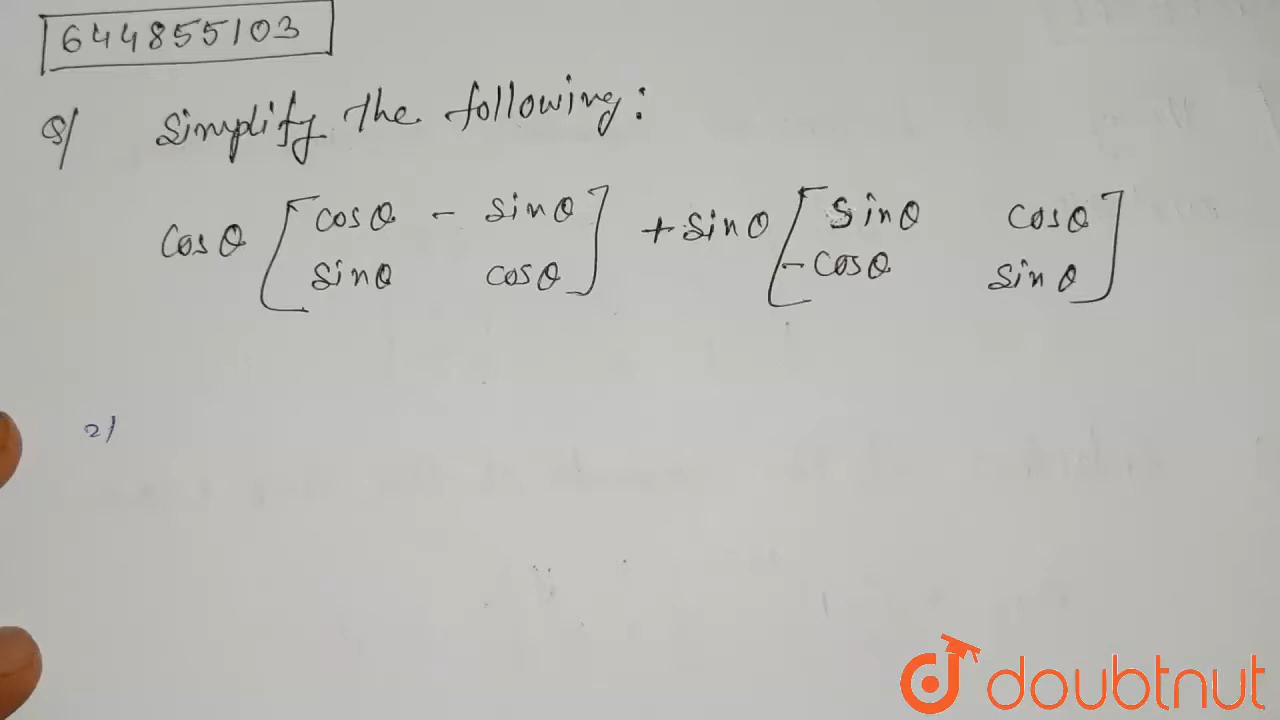 644855103
Q/ Simplify the following:
cosθ [cosθ - sinθ] + sinθ [sinθ cosθ]
[sinθ cosθ] [-cosθ sinθ]
2/
doubtnut